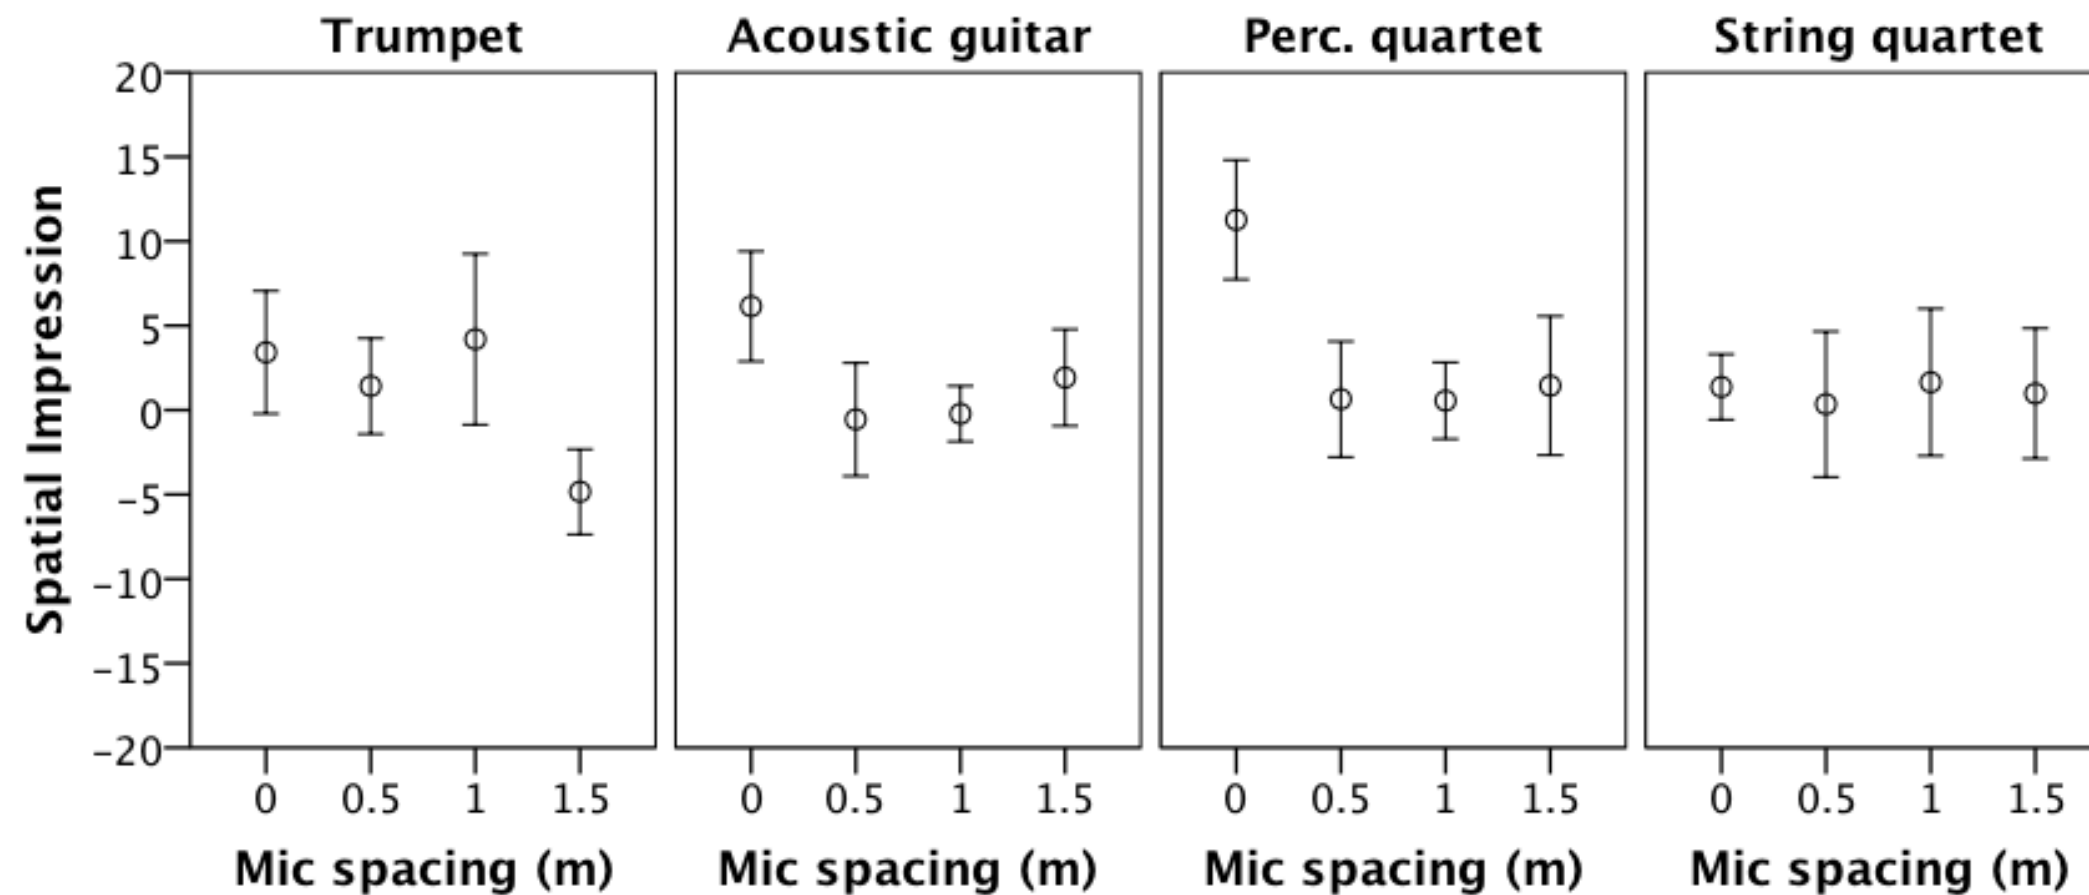 Trumpet Acoustic guitar Perc. quartet String quartet
20
15
10
5
0
−5
−10
−15
−20
Spatial Impression
0 0.5 1 1.5 0 0.5 1 1.5 0 0.5 1 1.5 0 0.5 1 1.5
Mic spacing (m) Mic spacing (m) Mic spacing (m) Mic spacing (m)